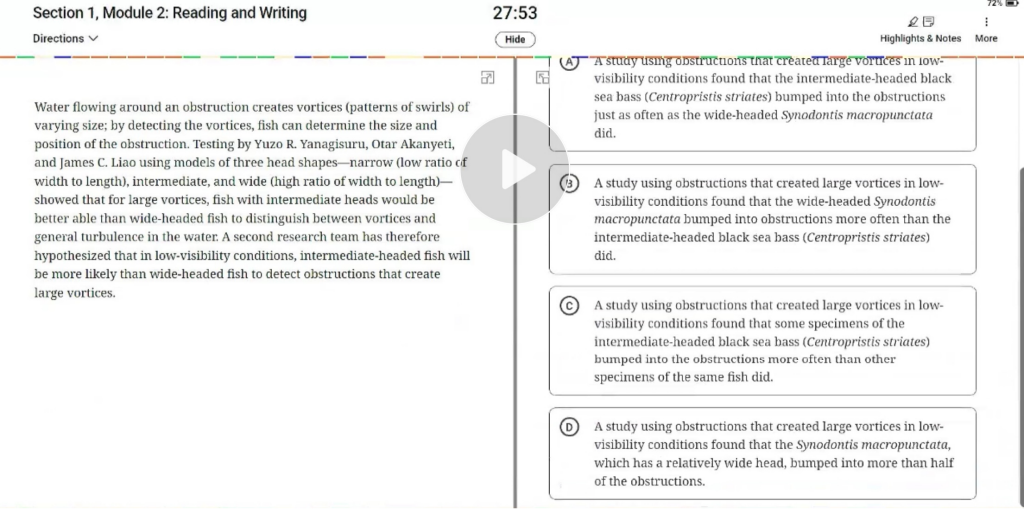 72%
Section 1, Module 2: Reading and Writing
27:53
Directions
Hide
Highlights & Notes
More
Water flowing around an obstruction creates vortices (patterns of swirls) of
varying size; by detecting the vortices, fish can determine the size and
position of the obstruction. Testing by Yuzo R. Yanagisuru, Otar Akanyeti,
and James C. Liao using models of three head shapes—narrow (low ratio of
width to length), intermediate, and wide (high ratio of width to length)—
showed that for large vortices, fish with intermediate heads would be
better able than wide-headed fish to distinguish between vortices and
general turbulence in the water. A second research team has therefore
hypothesized that in low-visibility conditions, intermediate-headed fish will
be more likely than wide-headed fish to detect obstructions that create
large vortices.
A
A study using obstructions that created large vortices in low-
visibility conditions found that the intermediate-headed black
sea bass (Centropristis striates) bumped into the obstructions
just as often as the wide-headed Synodontis macropunctata
did.
B
A study using obstructions that created large vortices in low-
visibility conditions found that the wide-headed Synodontis
macropunctata bumped into obstructions more often than the
intermediate-headed black sea bass (Centropristis striates)
did.
C
A study using obstructions that created large vortices in low-
visibility conditions found that some specimens of the
intermediate-headed black sea bass (Centropristis striates)
bumped into the obstructions more often than other
specimens of the same fish did.
D
A study using obstructions that created large vortices in low-
visibility conditions found that the Synodontis macropunctata,
which has a relatively wide head, bumped into more than half
of the obstructions.